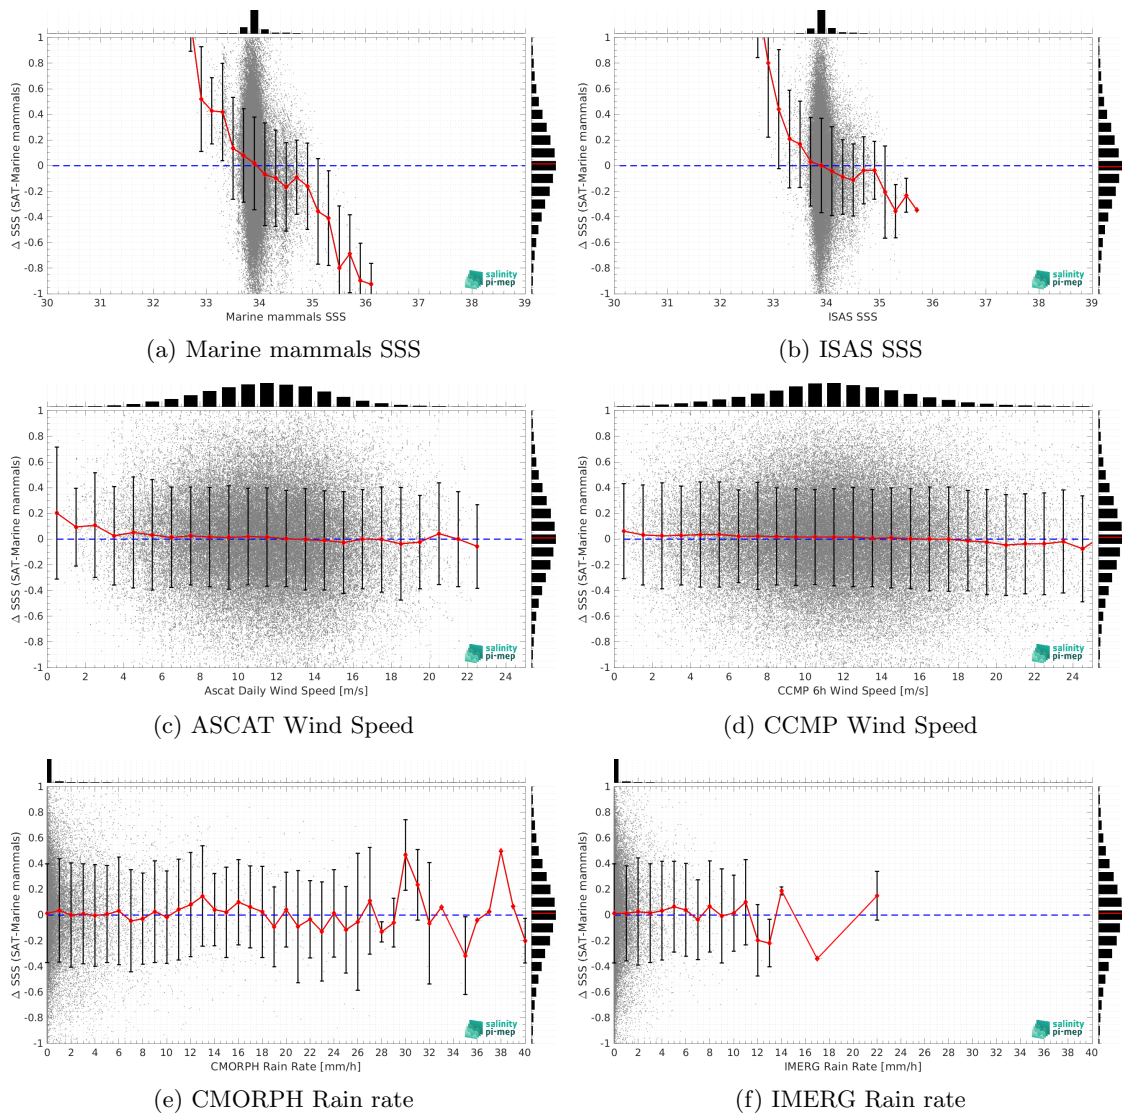 Δ SSS (SAT-Marine mammals)
1
0.8
0.6
0.4
0.2
0
-0.2
-0.4
-0.6
-0.8
-1
30 31 32 33 34 35 36 37 38 39
Marine mammals SSS
salinity
pi-mep
(a) Marine mammals SSS
Δ SSS (SAT-Marine mammals)
1
0.8
0.6
0.4
0.2
0
-0.2
-0.4
-0.6
-0.8
-1
30 31 32 33 34 35 36 37 38 39
ISAS SSS
salinity
pi-mep
(b) ISAS SSS
Δ SSS (SAT-Marine mammals)
1
0.8
0.6
0.4
0.2
0
-0.2
-0.4
-0.6
-0.8
-1
0 2 4 6 8 10 12 14 16 18 20 22 24
Ascat Daily Wind Speed [m/s]
salinity
pi-mep
(c) ASCAT Wind Speed
Δ SSS (SAT-Marine mammals)
1
0.8
0.6
0.4
0.2
0
-0.2
-0.4
-0.6
-0.8
-1
0 2 4 6 8 10 12 14 16 18 20 22 24
CCMP 6h Wind Speed [m/s]
salinity
pi-mep
(d) CCMP Wind Speed
Δ SSS (SAT-Marine mammals)
1
0.8
0.6
0.4
0.2
0
-0.2
-0.4
-0.6
-0.8
-1
0 2 4 6 8 10 12 14 16 18 20 22 24 26 28 30 32 34 36 38 40
CMORPH Rain Rate [mm/h]
salinity
pi-mep
(e) CMORPH Rain rate
Δ SSS (SAT-Marine mammals)
1
0.8
0.6
0.4
0.2
0
-0.2
-0.4
-0.6
-0.8
-1
0 2 4 6 8 10 12 14 16 18 20 22 24 26 28 30 32 34 36 38 40
IMERG Rain Rate [mm/h]
salinity
pi-mep
(f) IMERG Rain rate